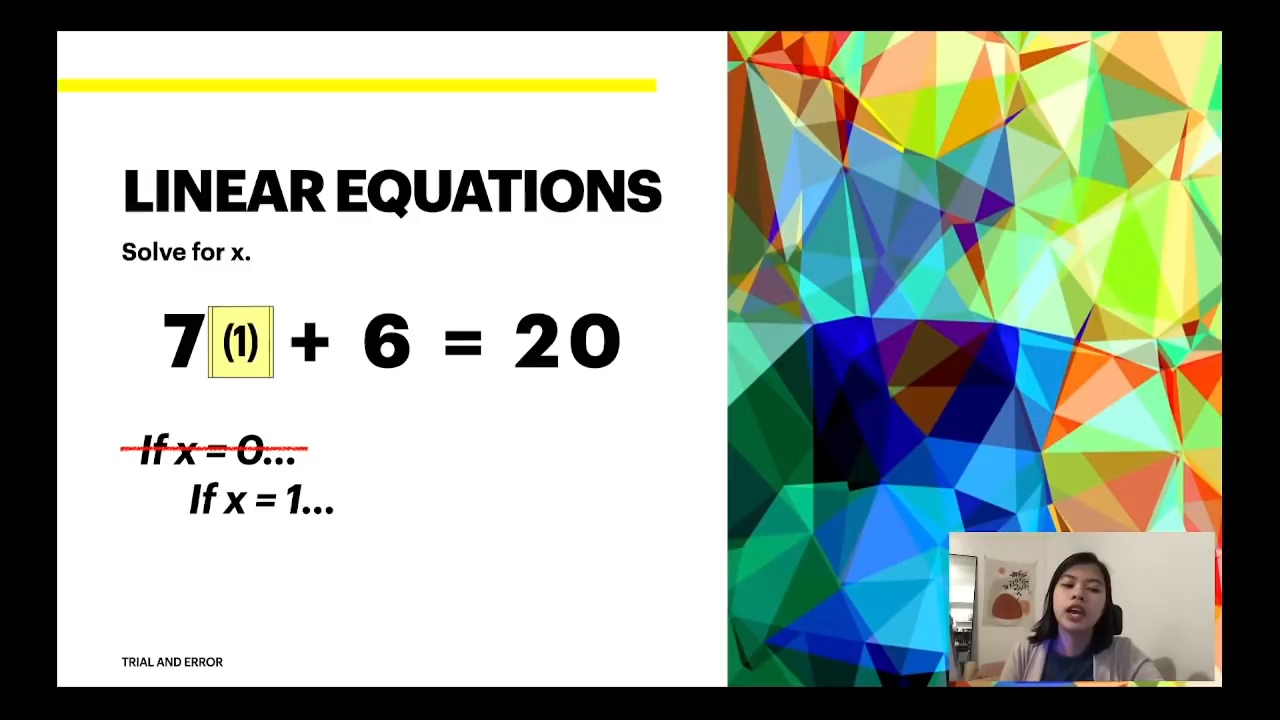 LINEAR EQUATIONS
Solve for x.
7(1) + 6 = 20
If x = 0...
If x = 1...
TRIAL AND ERROR